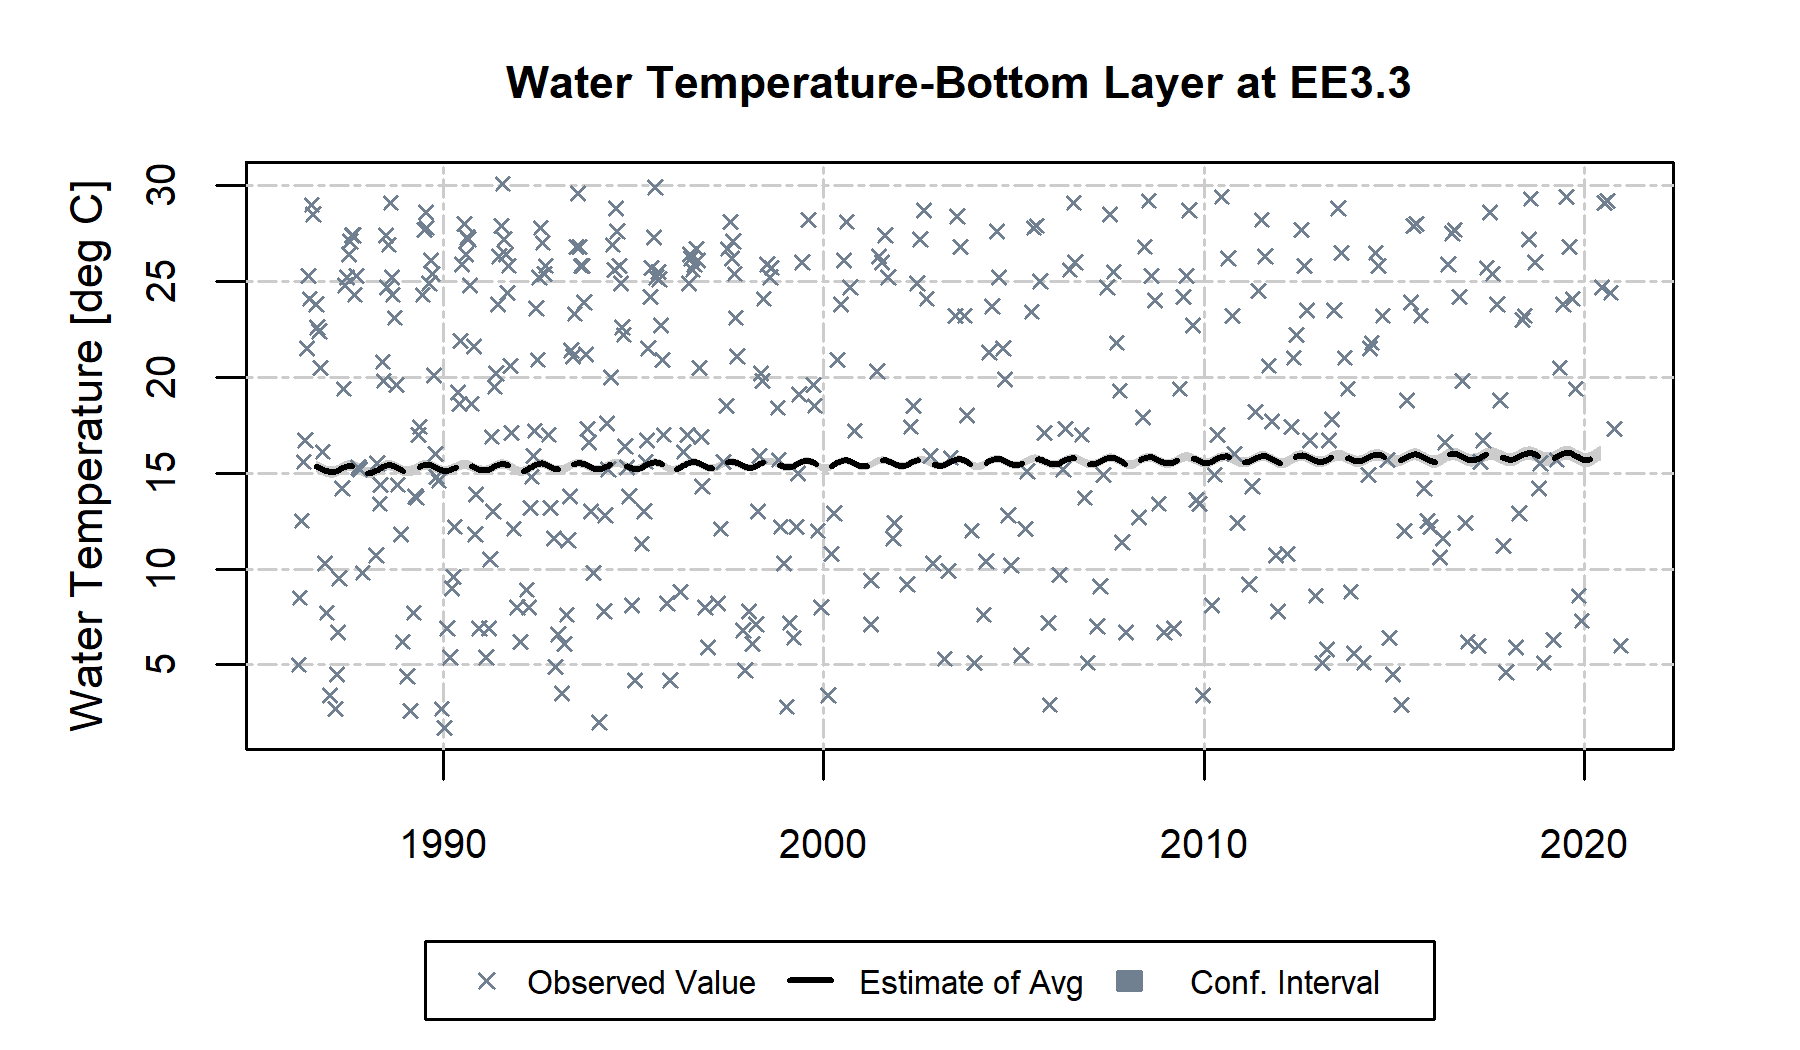 Water Temperature-Bottom Layer at EE3.3
Water Temperature [deg C]
30
25
20
15
10
5
1990 2000 2010 2020
Observed Value Estimate of Avg Conf. Interval